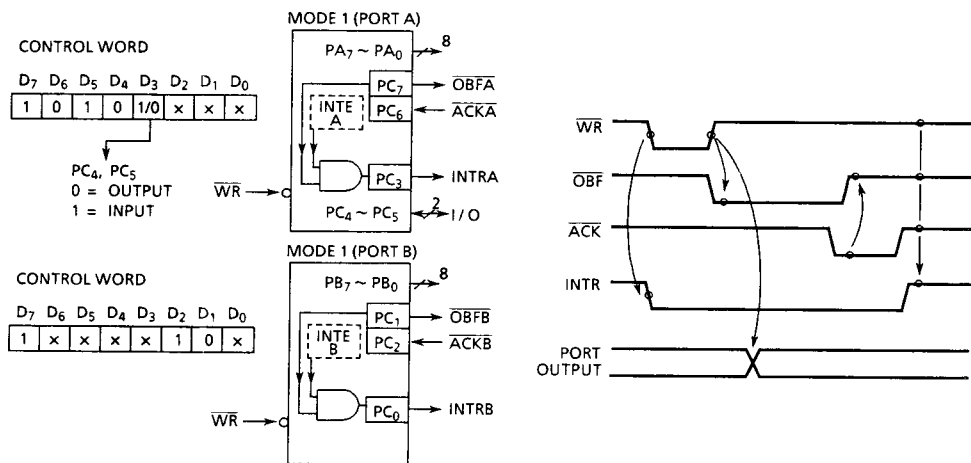 MODE 1 (PORT A)
CONTROL WORD
D7 D6 D5 D4 D3 D2 D1 D0
1 0 1 0 1/0 × × ×
PC4, PC5
0 = OUTPUT
1 = INPUT
PA7 ~ PA0
8
PC7
OBFA
PC6
ACKA
INTE
A
PC3
INTRA
WR
PC4 ~ PC5
2
I/O
MODE 1 (PORT B)
CONTROL WORD
D7 D6 D5 D4 D3 D2 D1 D0
1 × × × × 1 0 ×
PB7 ~ PB0
8
PC1
OBFB
PC2
ACKB
INTE
B
PC0
INTRB
WR
WR
OBF
ACK
INTR
PORT
OUTPUT